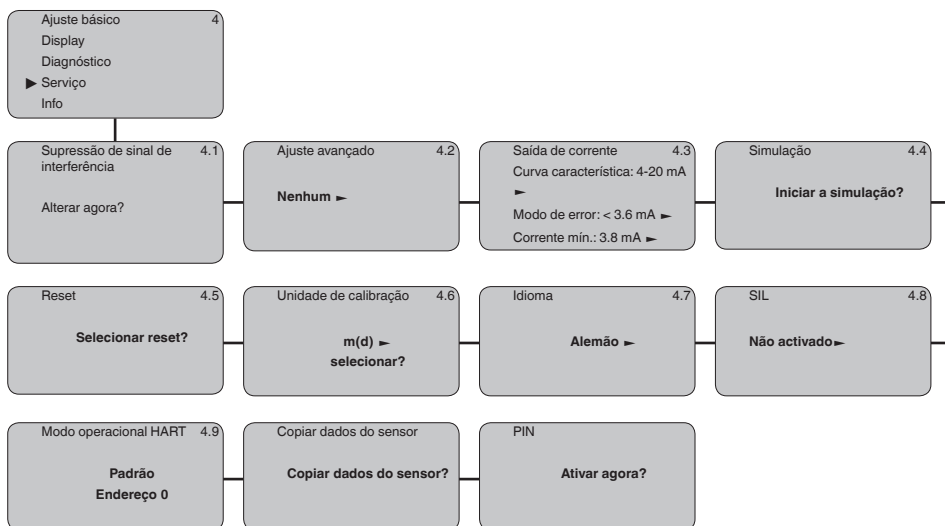 Ajuste básico 4
Display
Diagnóstico
▶ Serviço
Info
Supressão de sinal de 4.1
interferência
Alterar agora?
Ajuste avançado 4.2
Nenhum ►
Saída de corrente 4.3
Curva característica: 4-20 mA
►
Modo de error: < 3.6 mA ►
Corrente mín.: 3.8 mA ►
Simulação 4.4
Iniciar a simulação?
Reset 4.5
Selecionar reset?
Unidade de calibração 4.6
m(d) ►
selecionar?
Idioma 4.7
Alemão ►
SIL 4.8
Não activado ►
Modo operacional HART 4.9
Padrão
Endereço 0
Copiar dados do sensor
Copiar dados do sensor?
PIN
Ativar agora?